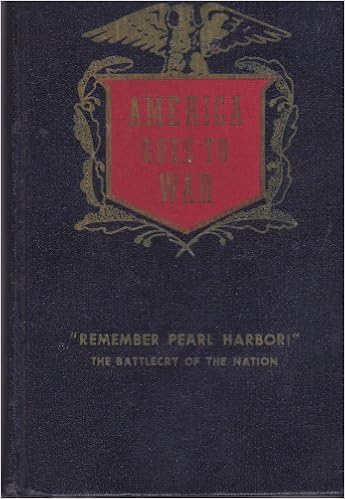 AMERICA
GOES TO
WAR
"REMEMBER PEARL HARBOR!"
THE BATTLECRY OF THE NATION